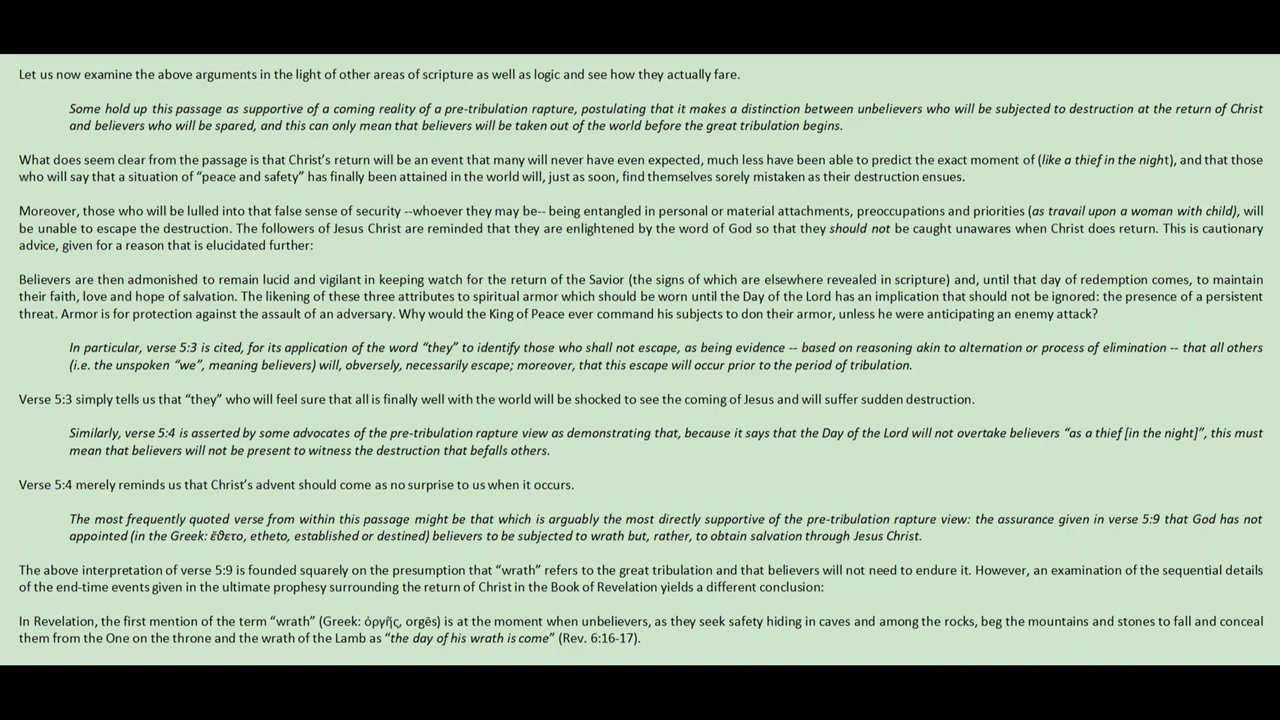 Let us now examine the above arguments in the light of other areas of scripture as well as logic and see how they actually fare.
Some hold up this passage as supportive of a coming reality of a pre-tribulation rapture, postulating that it makes a distinction between unbelievers who will be subjected to destruction at the return of Christ
and believers who will be spared, and this can only mean that believers will be taken out of the world before the great tribulation begins.
What does seem clear from the passage is that Christ's return will be an event that many will never have even expected, much less have been able to predict the exact moment of (like a thief in the night), and that those
who will say that a situation of “peace and safety” has finally been attained in the world will, just as soon, find themselves sorely mistaken as their destruction ensues.
Moreover, those who will be lulled into that false sense of security --whoever they may be-- being entangled in personal or material attachments, preoccupations and priorities (as travail upon a woman with child), will
be unable to escape the destruction. The followers of Jesus Christ are reminded that they are enlightened by the word of God so that they should not be caught unawares when Christ does return. This is cautionary
advice, given for a reason that is elucidated further:
Believers are then admonished to remain lucid and vigilant in keeping watch for the return of the Savior (the signs of which are elsewhere revealed in scripture) and, until that day of redemption comes, to maintain
their faith, love and hope of salvation. The likening of these three attributes to spiritual armor which should be worn until the Day of the Lord has an implication that should not be ignored: the presence of a persistent
threat. Armor is for protection against the assault of an adversary. Why would the King of Peace ever command his subjects to don their armor, unless he were anticipating an enemy attack?
In particular, verse 5:3 is cited, for its application of the word “they” to identify those who shall not escape, as being evidence -- based on reasoning akin to alternation or process of elimination -- that all others
(i.e. the unspoken “we”, meaning believers) will, obversely, necessarily escape; moreover, that this escape will occur prior to the period of tribulation.
Verse 5:3 simply tells us that “they” who will feel sure that all is finally well with the world will be shocked to see the coming of Jesus and will suffer sudden destruction.
Similarly, verse 5:4 is asserted by some advocates of the pre-tribulation rapture view as demonstrating that, because it says that the Day of the Lord will not overtake believers “as a thief [in the night]”, this must
mean that believers will not be present to witness the destruction that befalls others.
Verse 5:4 merely reminds us that Christ's advent should come as no surprise to us when it occurs.
The most frequently quoted verse from within this passage might be that which is arguably the most directly supportive of the pre-tribulation rapture view: the assurance given in verse 5:9 that God has not
appointed (in the Greek: ἔθετο, etheto, established or destined) believers to be subjected to wrath but, rather, to obtain salvation through Jesus Christ.
The above interpretation of verse 5:9 is founded squarely on the presumption that “wrath” refers to the great tribulation and that believers will not need to endure it. However, an examination of the sequential details
of the end-time events given in the ultimate prophesy surrounding the return of Christ in the Book of Revelation yields a different conclusion:
In Revelation, the first mention of the term “wrath” (Greek: ὀργῆς, orgēs) is at the moment when unbelievers, as they seek safety hiding in caves and among the rocks, beg the mountains and stones to fall and conceal
them from the One on the throne and the wrath of the Lamb as “the day of his wrath is come” (Rev. 6:16-17).